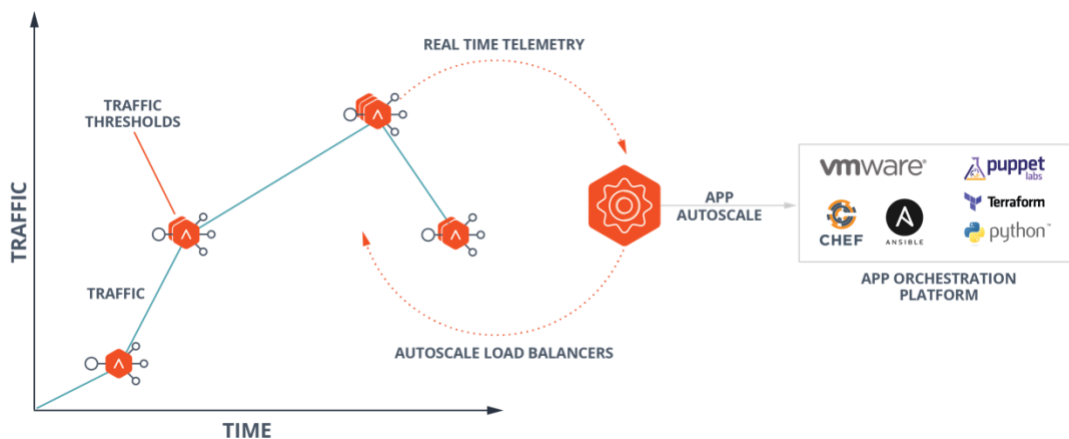 REAL TIME TELEMETRY
TRAFFIC
THRESHOLDS
TRAFFIC
TRAFFIC
AUTOSCALE LOAD BALANCERS
TIME
APP
AUTOSCALE
vmware®
puppet
labs
Terraform
CHEF
ANSIBLE
python™
APP ORCHESTRATION
PLATFORM